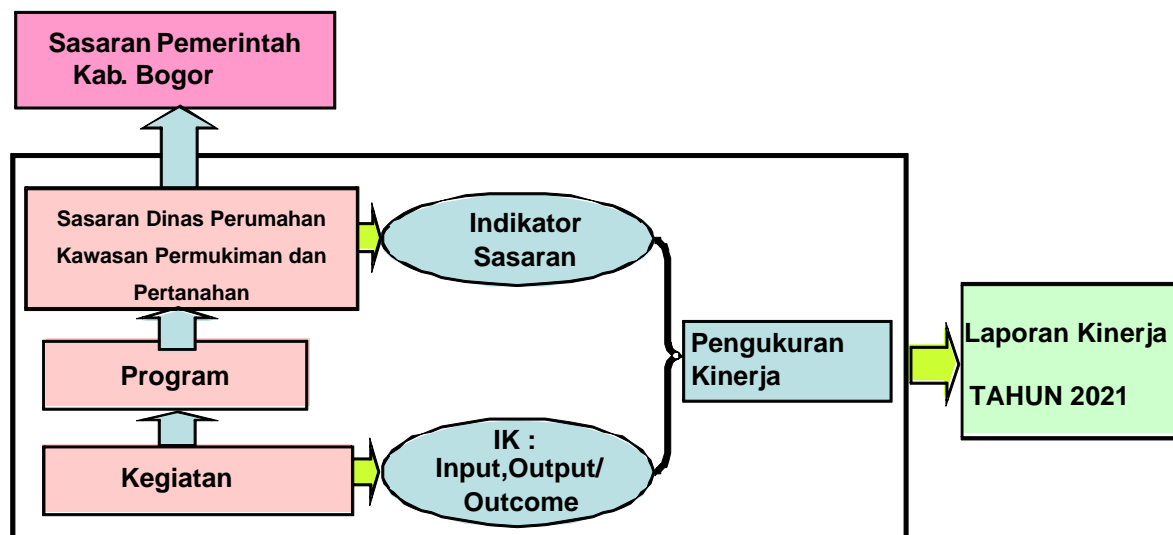 Sasaran Pemerintah
Kab. Bogor
Sasaran Dinas Perumahan
Kawasan Permukiman dan
Pertanahan
Indikator
Sasaran
Program
Pengukuran
Kinerja
Laporan Kinerja
TAHUN 2021
Kegiatan
IK :
Input,Output/
Outcome